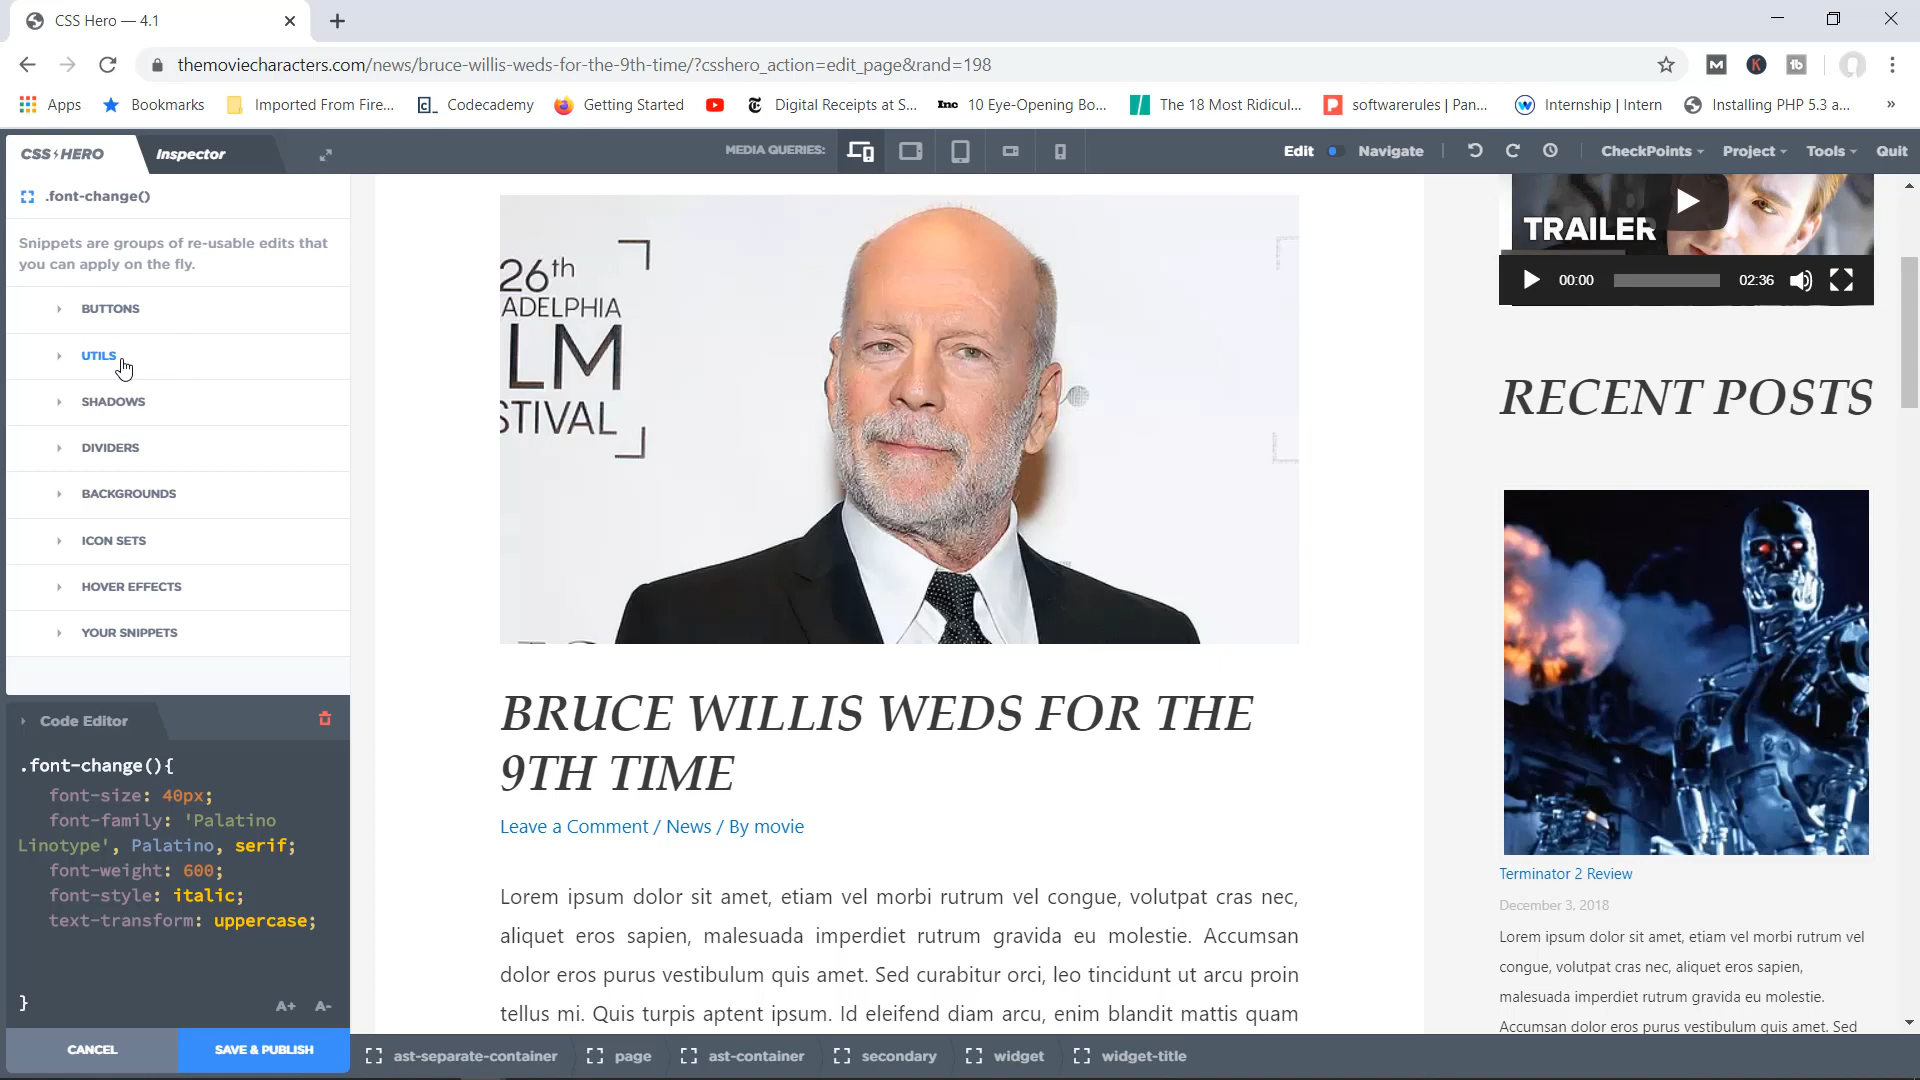 CSS Hero — 4.1
themoviecharacters.com/news/bruce-willis-weds-for-the-9th-time/?csshero_action=edit_page&rand=198
Apps
Bookmarks
Imported From Fire...
Codecademy
Getting Started
Digital Receipts at S...
Inc 10 Eye-Opening Bo...
The 18 Most Ridicul...
softwarerules | Pan...
Internship | Intern
Installing PHP 5.3 a...
»
CSS HERO
Inspector
MEDIA QUERIES:
Edit
Navigate
CheckPoints
Project
Tools
Quit
.font-change()
Snippets are groups of re-usable edits that
you can apply on the fly.
BUTTONS
UTILS
SHADOWS
DIVIDERS
BACKGROUNDS
ICON SETS
HOVER EFFECTS
YOUR SNIPPETS
Code Editor
.font-change(){
font-size: 40px;
font-family: 'Palatino
Linotype', Palatino, serif;
font-weight: 600;
font-style: italic;
text-transform: uppercase;
}
A+ A-
CANCEL
SAVE & PUBLISH
26th
ADELPHIA
LM
STIVAL
BRUCE WILLIS WEDS FOR THE
9TH TIME
Leave a Comment / News / By movie
Lorem ipsum dolor sit amet, etiam vel morbi rutrum vel congue, volutpat cras nec,
aliquet eros sapien, malesuada imperdiet rutrum gravida eu molestie. Accumsan
dolor eros purus vestibulum quis amet. Sed curabitur orci, leo tincidunt ut arcu proin
tellus mi. Quis turpis aptent ipsum. Id eleifend diam arcu, enim blandit mattis quam
TRAILER
00:00
02:36
RECENT POSTS
Terminator 2 Review
December 3, 2018
Lorem ipsum dolor sit amet, etiam vel morbi rutrum vel
congue, volutpat cras nec, aliquet eros sapien,
malesuada imperdiet rutrum gravida eu molestie.
Accumsan dolor eros purus vestibulum quis amet. Sed
ast-separate-container
page
ast-container
secondary
widget
widget-title